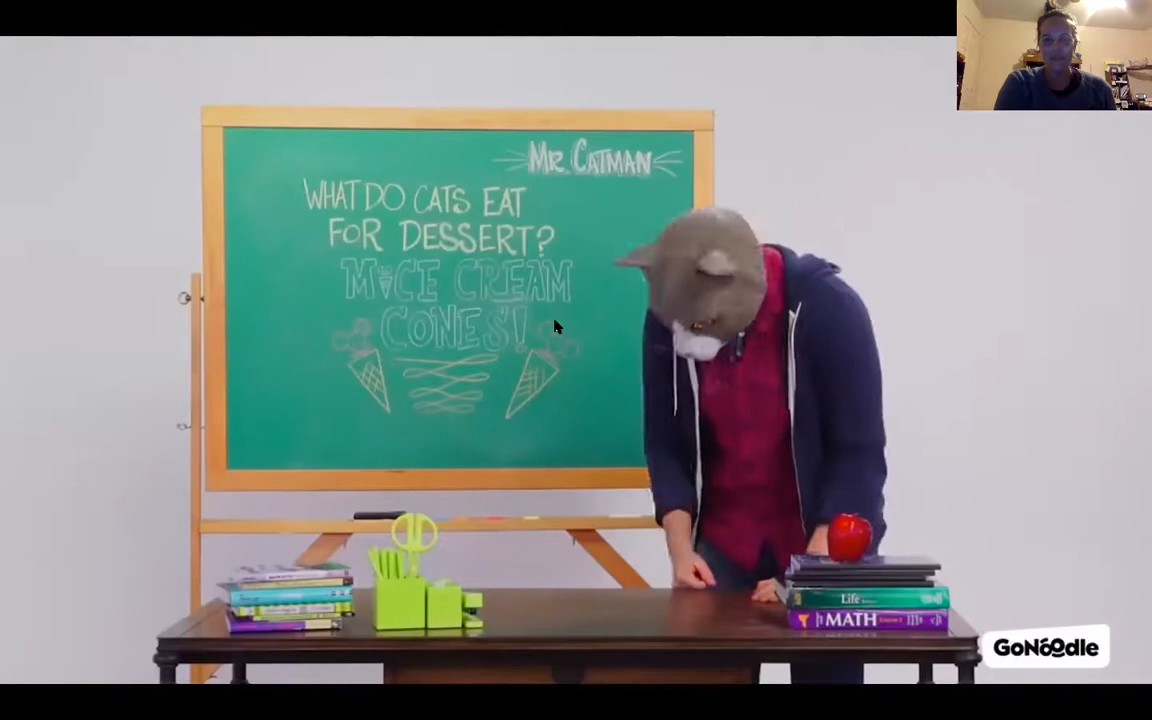 Mr. Catman
What do cats eat
for dessert?
Mice cream
cones!
Life
MATH
GoNoodle